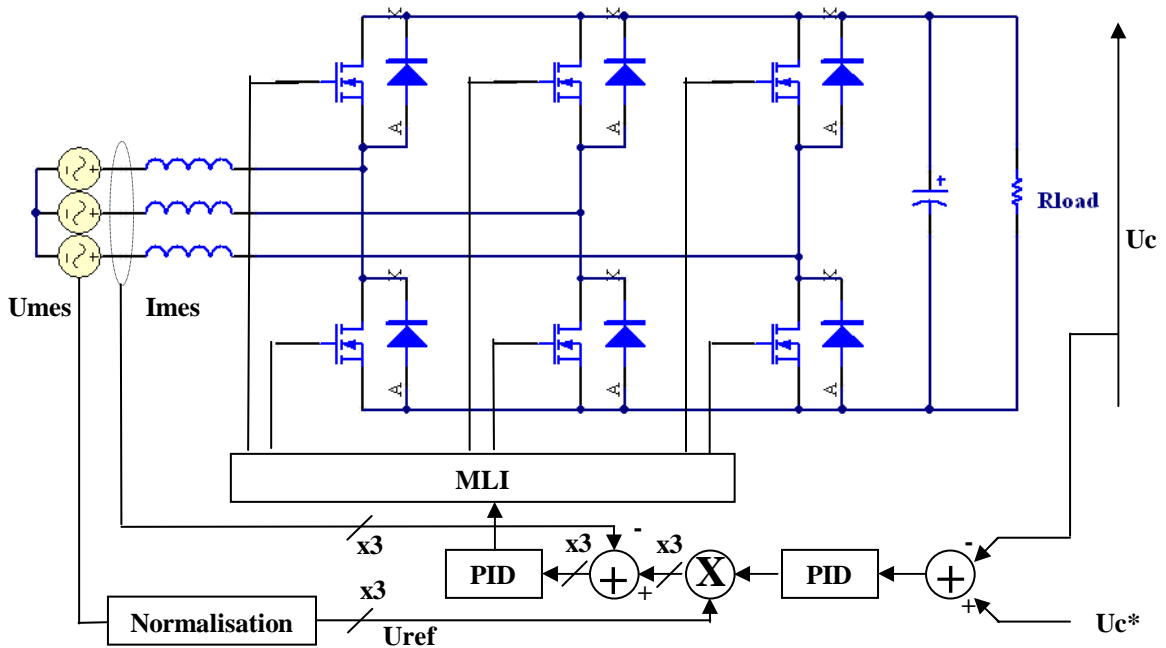 K K K
A A A
Rload
Uc
Umes Imes
K K K
A A A
MLI
x3
-
x3 x3
-
PID
+
+
X
PID
+
+
x3
Normalisation
Uref
Uc*